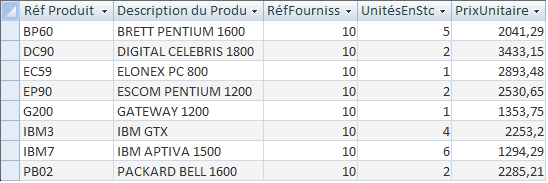 Réf Produit Description du Produ RéfFourniss UnitésEnStc PrixUnitaire
BP60 BRETT PENTIUM 1600 10 5 2041,29
DC90 DIGITAL CELEBRIS 1800 10 2 3433,15
EC59 ELONEX PC 800 10 1 2893,48
EP90 ESCOM PENTIUM 1200 10 2 2530,65
G200 GATEWAY 1200 10 1 1353,75
IBM3 IBM GTX 10 4 2253,2
IBM7 IBM APTIVA 1500 10 6 1294,29
PB02 PACKARD BELL 1600 10 2 2285,21